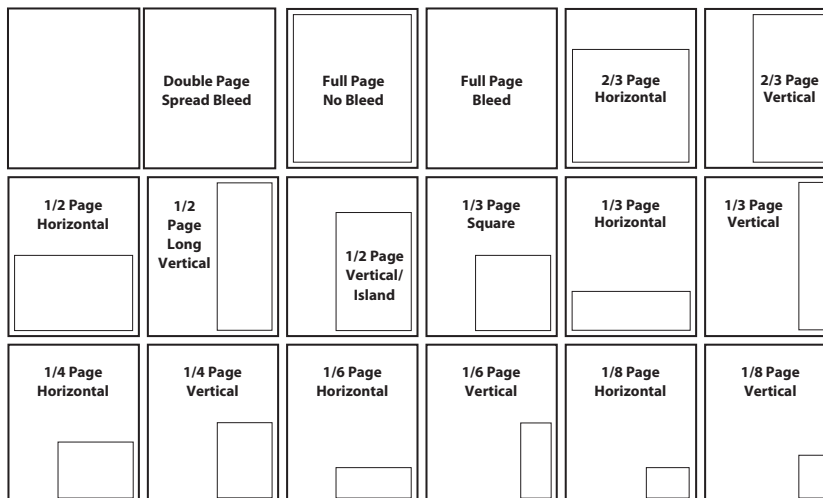 Double Page
Spread Bleed
Full Page
No Bleed
Full Page
Bleed
2/3 Page
Horizontal
2/3 Page
Vertical
1/2 Page
Horizontal
1/2
Page
Long
Vertical
1/2 Page
Vertical/
Island
1/3 Page
Square
1/3 Page
Horizontal
1/3 Page
Vertical
1/4 Page
Horizontal
1/4 Page
Vertical
1/6 Page
Horizontal
1/6 Page
Vertical
1/8 Page
Horizontal
1/8 Page
Vertical